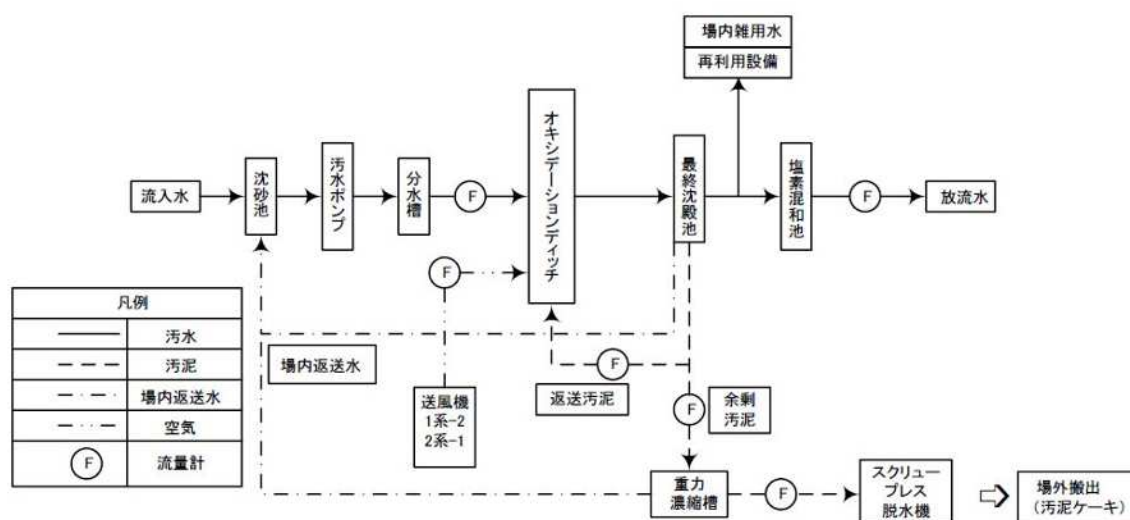 場内雑用水
再利用設備
流入水
沈砂池
汚水ポンプ
分水槽
F
オキシデーションディッチ
最終沈殿池
塩素混和池
F
放流水
F
凡例
汚水
汚泥
場内返送水
空気
F
流量計
場内返送水
送風機
1系-2
2系-1
F
返送汚泥
F
余剰
汚泥
重力
濃縮槽
F
スクリュー
プレス
脱水機
場外搬出
(汚泥ケーキ)